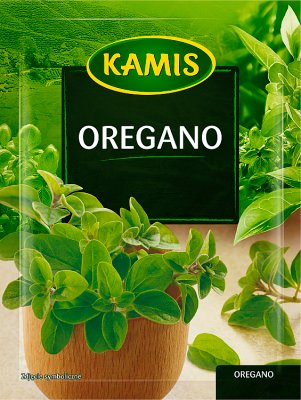 KAMIS
OREGANO
Zdjęcie symboliczne
OREGANO